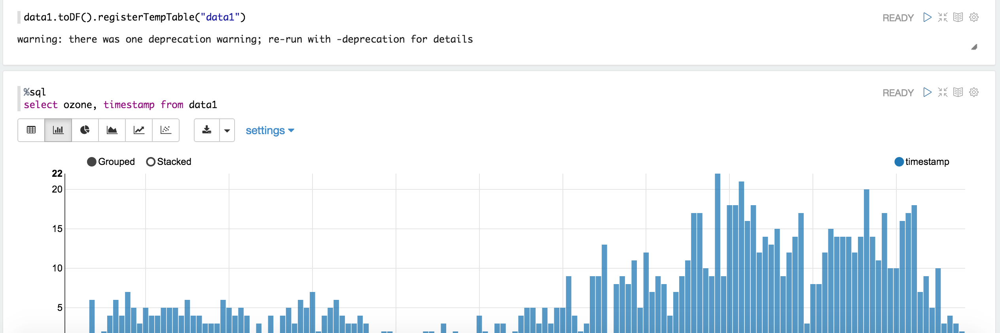 data1.toDF().registerTempTable("data1")
READY
warning: there was one deprecation warning; re-run with -deprecation for details
%sql
READY
select ozone, timestamp from data1
settings
Grouped
Stacked
timestamp
22
20
15
10
5